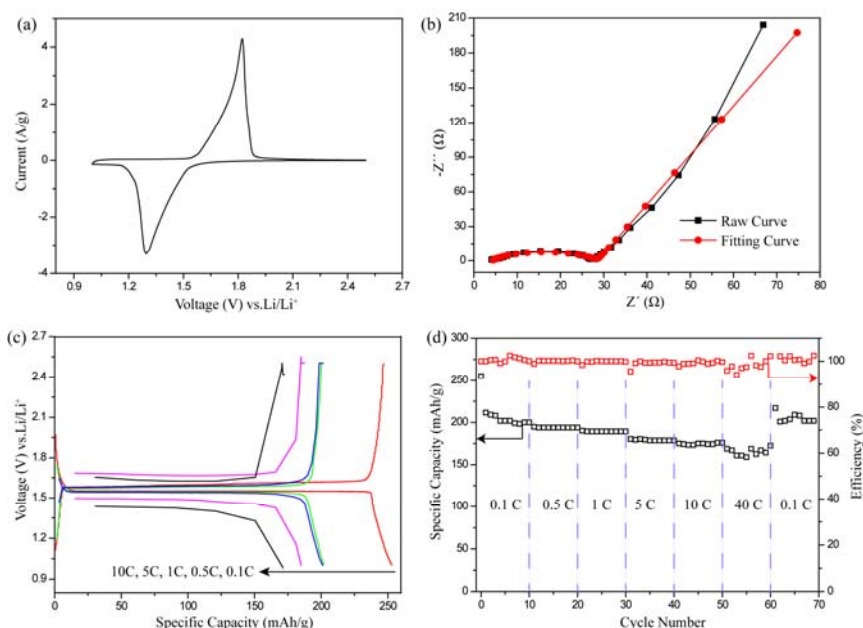 (a)
4
2
0
-2
-4
Current (A/g)
0.9
1.2
1.5
1.8
2.1
2.4
2.7
Voltage (V) vs.Li/Li⁺
(b)
210
180
150
120
90
60
30
0
-Z´´ (Ω)
Raw Curve
Fitting Curve
0
10
20
30
40
50
60
70
80
Z´ (Ω)
(c)
2.7
2.4
2.1
1.8
1.5
1.2
0.9
Voltage (V) vs.Li/Li⁺
10C, 5C, 1C, 0.5C, 0.1C
0
50
100
150
200
250
Specific Capacity (mAh/g)
(d)
300
250
200
150
100
50
0
Specific Capacity (mAh/g)
0.1 C
0.5 C
1 C
5 C
10 C
40 C
0.1 C
100
80
60
40
20
0
Efficiency (%)
0
10
20
30
40
50
60
70
Cycle Number